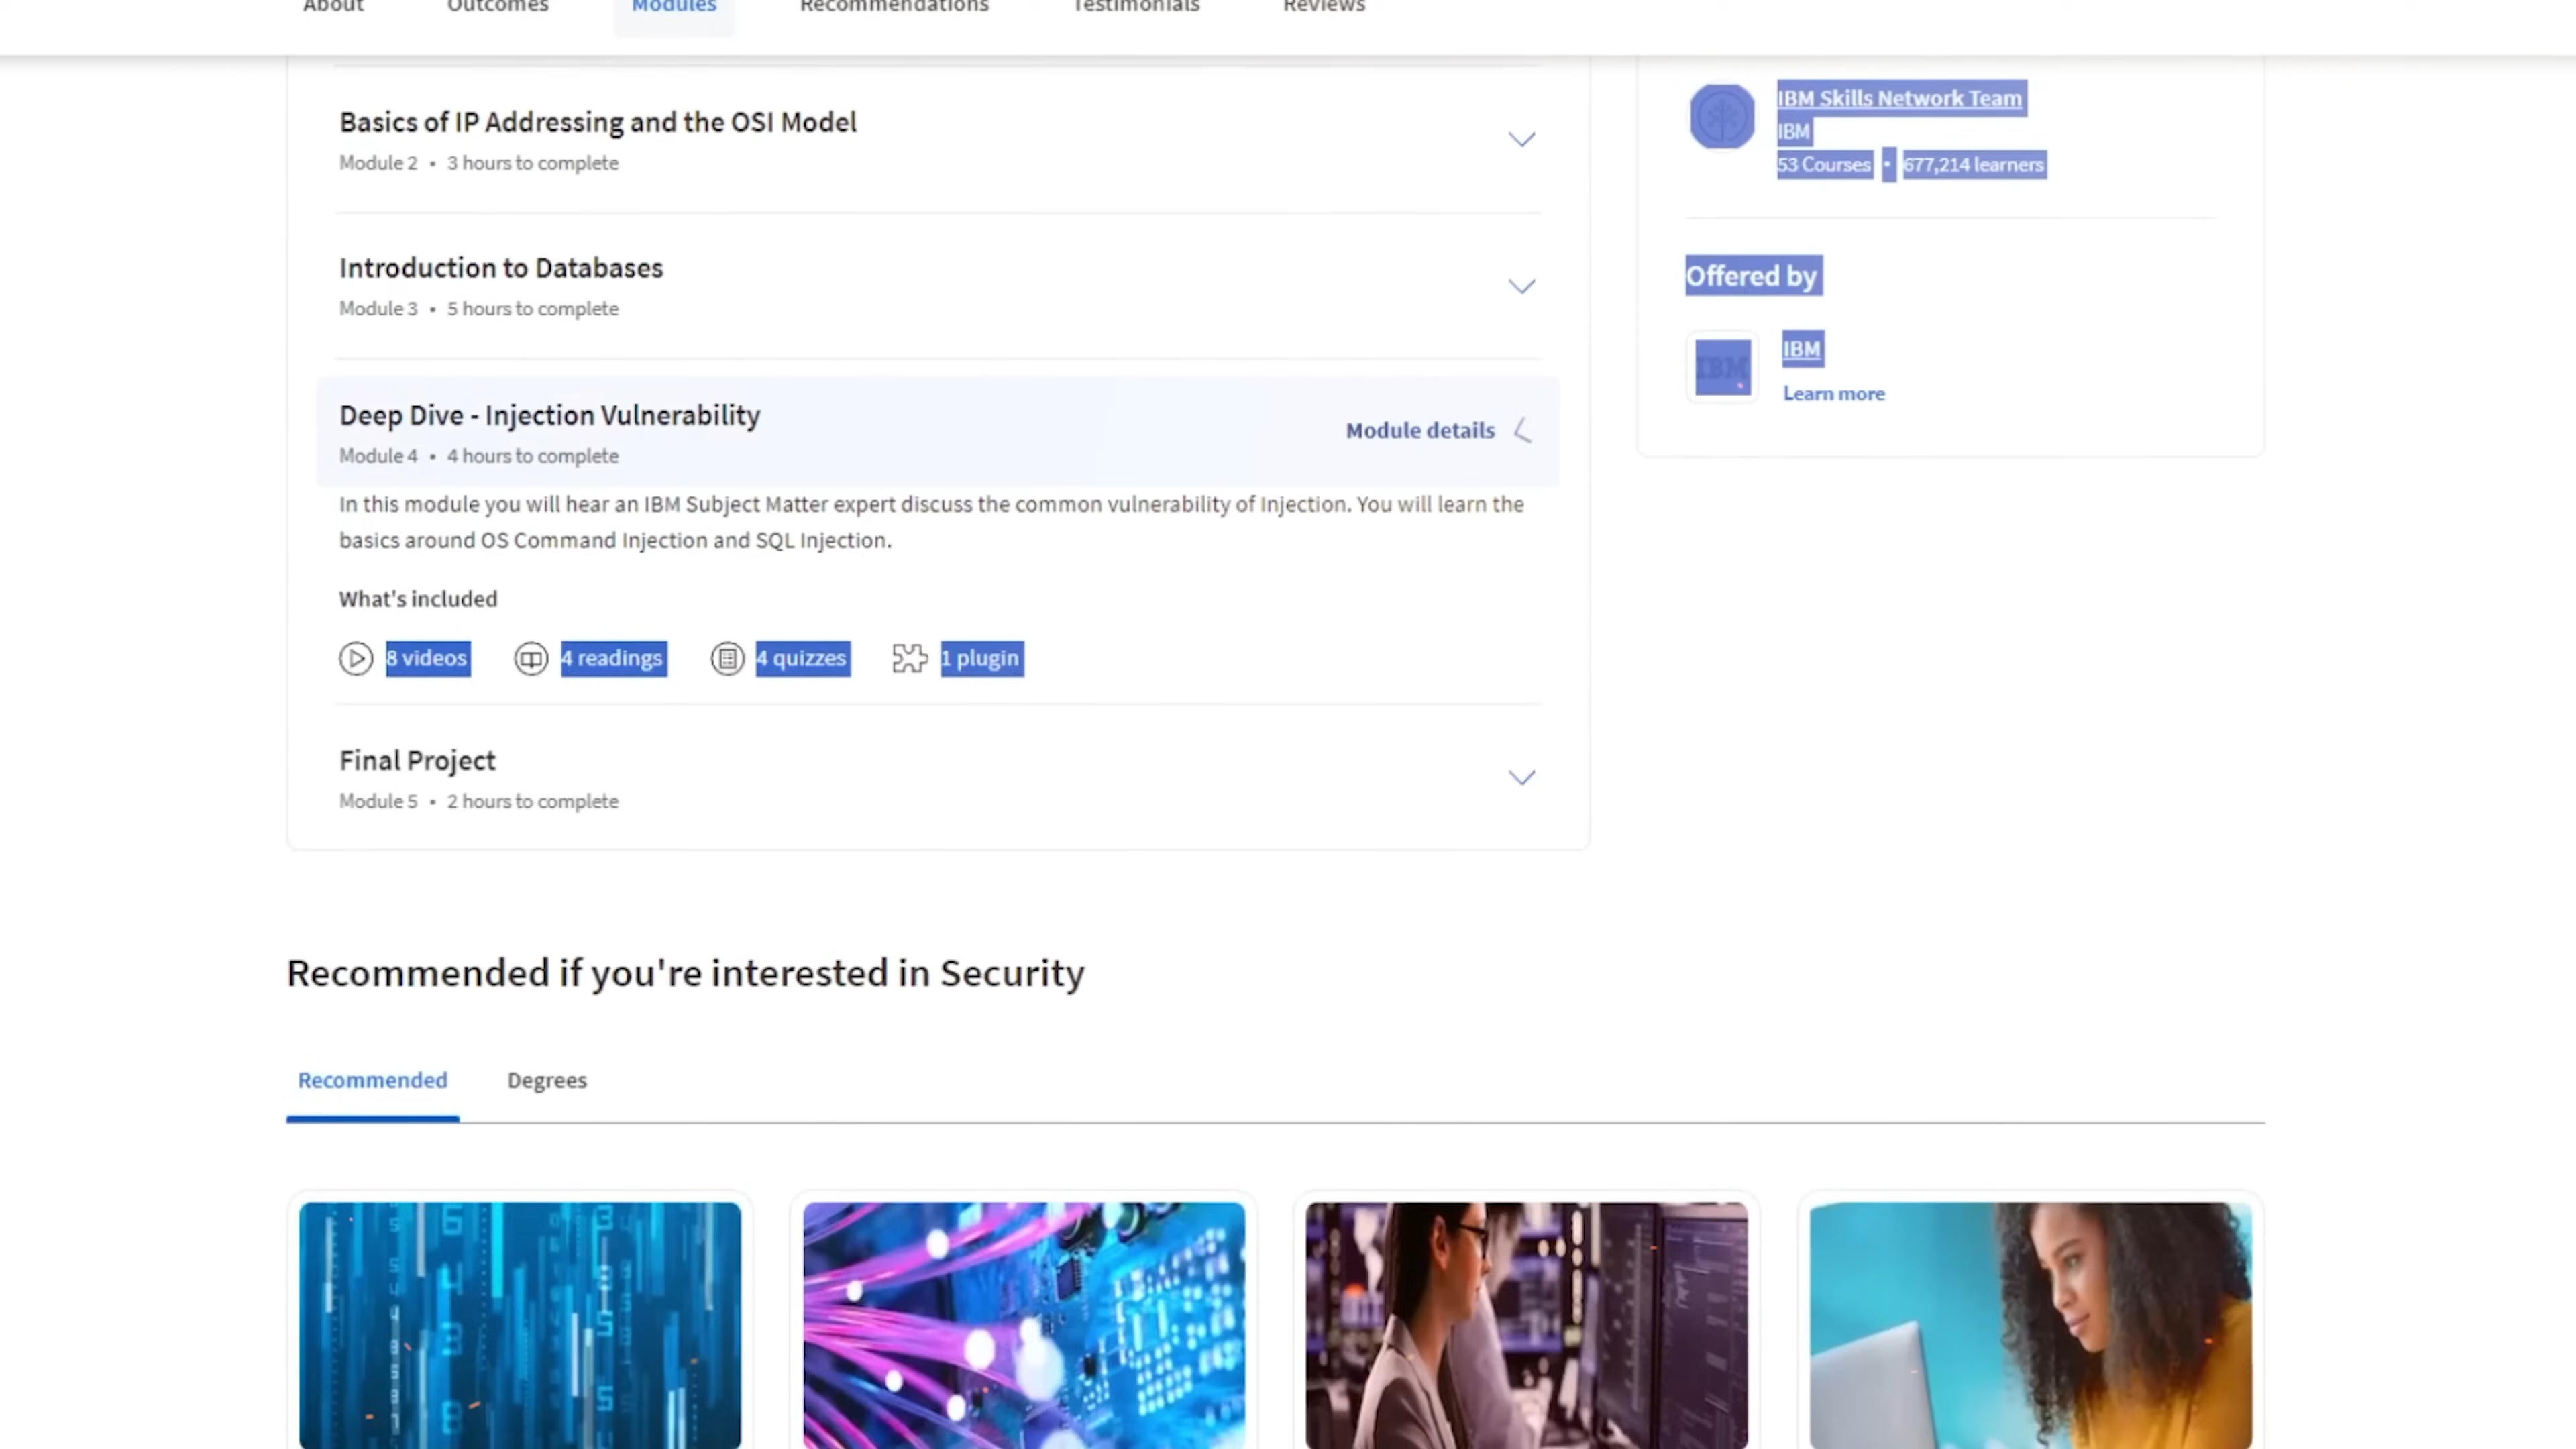 About Outcomes Modules Recommendations Testimonials Reviews
Basics of IP Addressing and the OSI Model
Module 2 • 3 hours to complete
Introduction to Databases
Module 3 • 5 hours to complete
Deep Dive - Injection Vulnerability
Module details
Module 4 • 4 hours to complete
In this module you will hear an IBM Subject Matter expert discuss the common vulnerability of Injection. You will learn the
basics around OS Command Injection and SQL Injection.
What's included
8 videos 4 readings 4 quizzes 1 plugin
Final Project
Module 5 • 2 hours to complete
IBM Skills Network Team
IBM
53 Courses • 677,214 learners
Offered by
IBM
IBM
Learn more
Recommended if you're interested in Security
Recommended Degrees